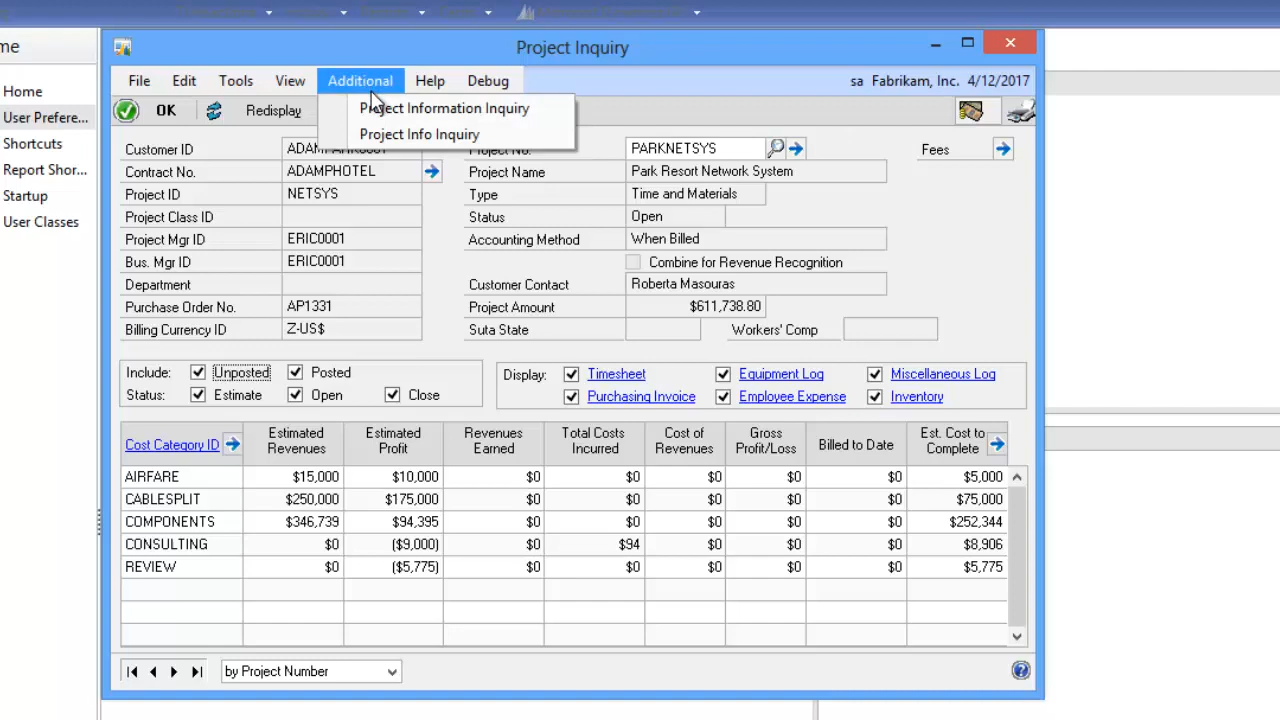 me
Project Inquiry
File Edit Tools View Additional Help Debug sa Fabrikam, Inc. 4/12/2017
Home
User Prefere...
Shortcuts
Report Shor...
Startup
User Classes
OK Redisplay
Project Information Inquiry
Project Info Inquiry
Customer ID Project No. PARKNETSYS Fees
Contract No. ADAMPHOTEL Project Name Park Resort Network System
Project ID NETSYS Type Time and Materials
Project Class ID Status Open
Project Mgr ID ERIC0001 Accounting Method When Billed
Bus. Mgr ID ERIC0001 Combine for Revenue Recognition
Department Customer Contact Roberta Masouras
Purchase Order No. AP1331 Project Amount $611,738.80
Billing Currency ID Z-US$ Suta State Workers' Comp
Include: Unposted Posted
Status: Estimate Open Close
Display: Timesheet Equipment Log Miscellaneous Log
Purchasing Invoice Employee Expense Inventory
Cost Category ID Estimated Revenues Estimated Profit Revenues Earned Total Costs Incurred Cost of Revenues Gross Profit/Loss Billed to Date Est. Cost to Complete
AIRFARE $15,000 $10,000 $0 $0 $0 $0 $0 $5,000
CABLESPLIT $250,000 $175,000 $0 $0 $0 $0 $0 $75,000
COMPONENTS $346,739 $94,395 $0 $0 $0 $0 $0 $252,344
CONSULTING $0 ($9,000) $0 $94 $0 $0 $0 $8,906
REVIEW $0 ($5,775) $0 $0 $0 $0 $0 $5,775
by Project Number